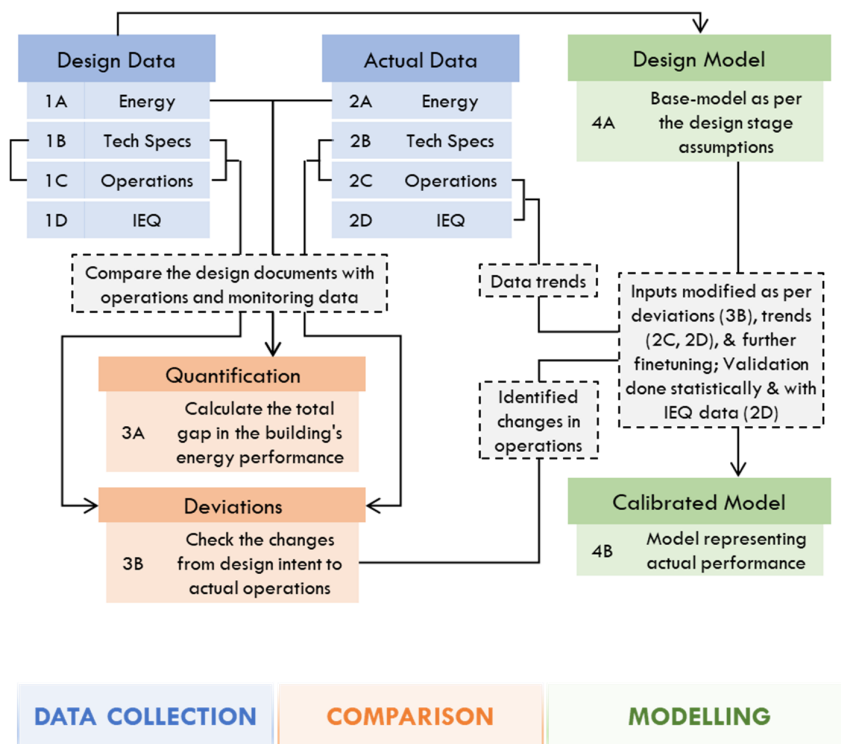 Design Data
1A Energy
1B Tech Specs
1C Operations
1D IEQ
Actual Data
2A Energy
2B Tech Specs
2C Operations
2D IEQ
Design Model
4A
Base-model as per
the design stage
assumptions
Compare the design documents with
operations and monitoring data
Data trends
Inputs modified as per
deviations (3B), trends
(2C, 2D), & further
finetuning; Validation
done statistically & with
IEQ data (2D)
Quantification
3A
Calculate the total
gap in the building's
energy performance
Identified
changes in
operations
Deviations
3B
Check the changes
from design intent to
actual operations
Calibrated Model
4B
Model representing
actual performance
DATA COLLECTION
COMPARISON
MODELLING